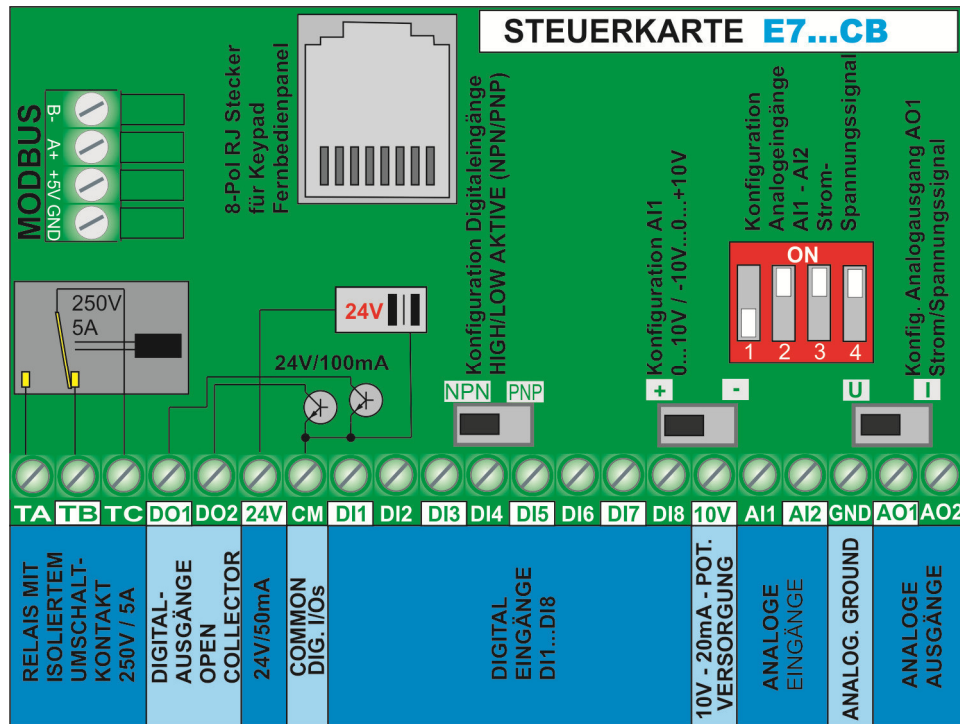 STEUERKARTE E7...CB
MODBUS
B-
A+
+5V
GND
8-Pol RJ Stecker
für Keypad
Fernbedienpanel
Konfiguration Digitaleingänge
HIGH/LOW AKTIVE (NPN/PNP)
Konfiguration AI1
0...10V / -10V...0...+10V
Konfiguration
Analogeingänge
AI1 - AI2
Strom-
Spannungssignal
Konfig. Analogausgang AO1
Strom/Spannungssignal
ON
1 2 3 4
250V
5A
24V
24V/100mA
NPN PNP
+ -
U I
TA TB TC DO1 DO2 24V CM DI1 DI2 DI3 DI4 DI5 DI6 DI7 DI8 10V AI1 AI2 GND AO1 AO2
RELAIS MIT
ISOLIERTEM
UMSCHALT-
KONTAKT
250V / 5A
DIGITAL-
AUSGÄNGE
OPEN
COLLECTOR
24V/50mA
COMMON
DIG. I/Os
DIGITAL
EINGÄNGE
DI1...DI8
10V - 20mA - POT.
VERSORGUNG
ANALOGE
EINGÄNGE
ANALOG. GROUND
ANALOGE
AUSGÄNGE